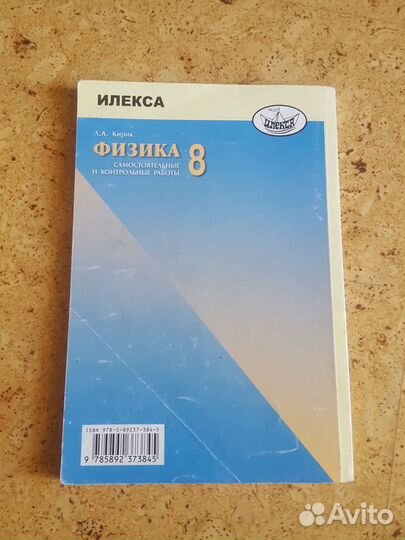 ИЛЕКСА
ИЛЕКСА
Л.А. Кирик
ФИЗИКА 8
САМОСТОЯТЕЛЬНЫЕ
И КОНТРОЛЬНЫЕ РАБОТЫ
ISBN 978-5-89237-384-5
9 785892 373845
Avito